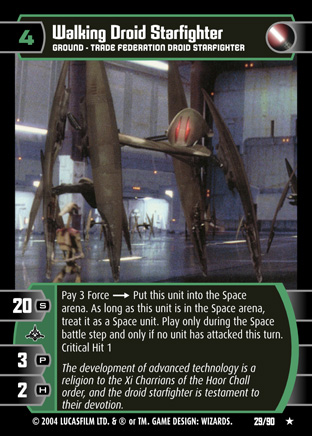 4
Walking Droid Starfighter
GROUND - TRADE FEDERATION DROID STARFIGHTER
20 S
3 P
2 H
Pay 3 Force → Put this unit into the Space
arena. As long as this unit is in the Space arena,
treat it as a Space unit. Play only during the Space
battle step and only if no unit has attacked this turn.
Critical Hit 1
The development of advanced technology is a
religion to the Xi Charrians of the Haor Chall
order, and the droid starfighter is testament to
their devotion.
© 2004 LUCASFILM LTD. & ® or TM. GAME DESIGN: WIZARDS.
29/90